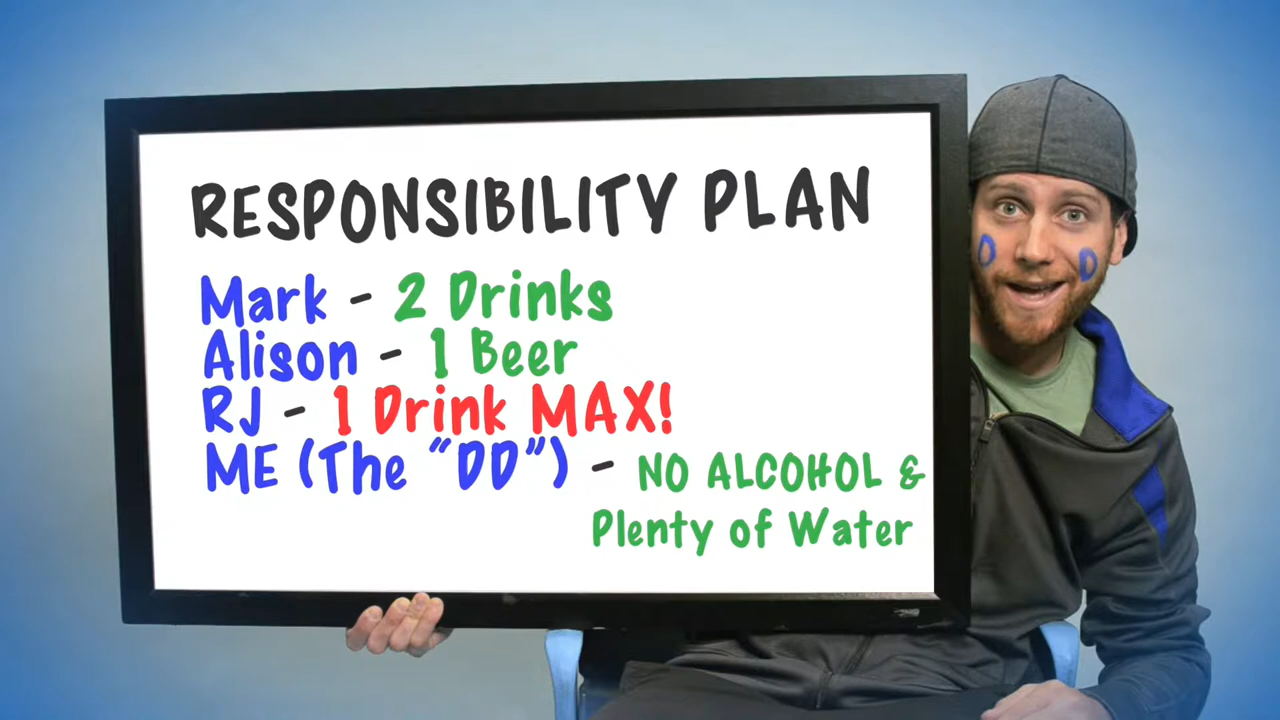 RESPONSIBILITY PLAN
Mark - 2 Drinks
Alison - 1 Beer
RJ - 1 Drink MAX!
ME (The "DD") - NO ALCOHOL &
Plenty of Water
D D